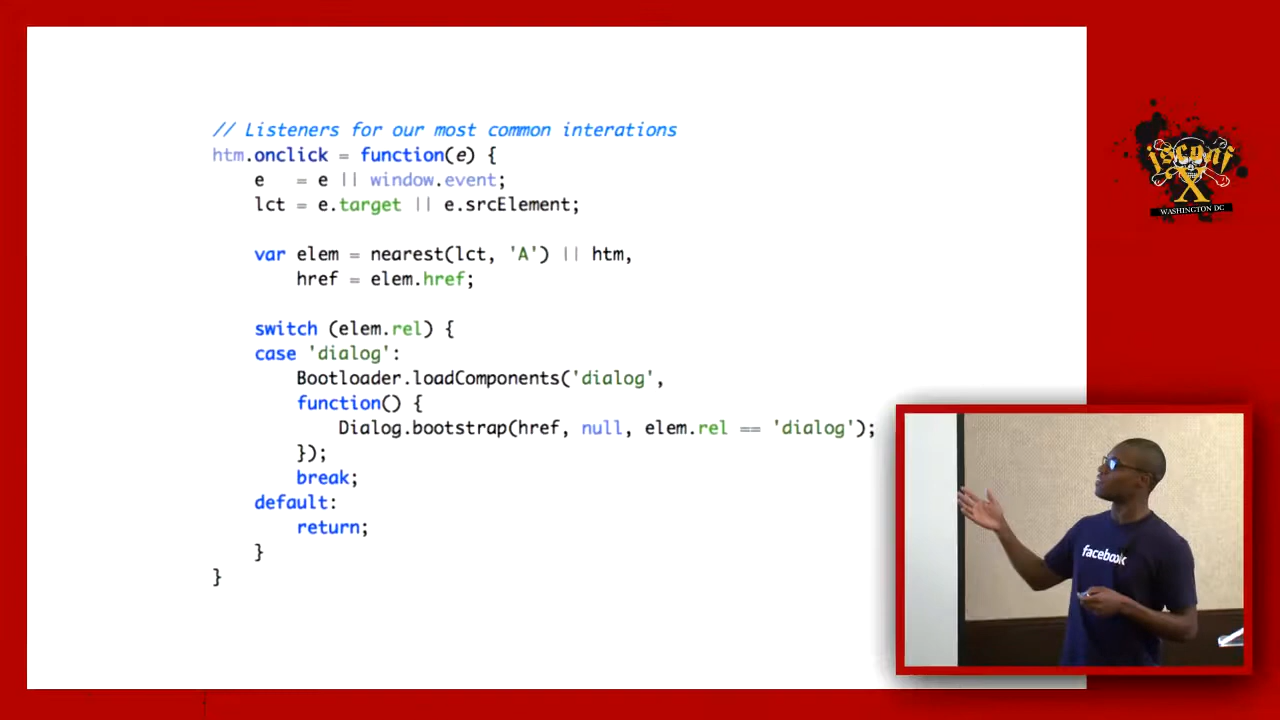 // Listeners for our most common interations
htm.onclick = function(e) {
e = e || window.event;
lct = e.target || e.srcElement;
var elem = nearest(lct, 'A') || htm,
href = elem.href;
switch (elem.rel) {
case 'dialog':
Bootloader.loadComponents('dialog',
function() {
Dialog.bootstrap(href, null, elem.rel == 'dialog');
});
break;
default:
return;
}
}
jsconf
X
WASHINGTON DC
facebook